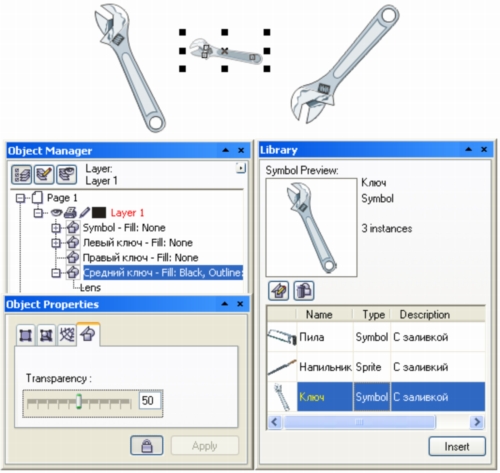 Object Manager
Layer:
Layer 1
Page 1
Layer 1
Symbol - Fill: None
Левый ключ - Fill: None
Правый ключ - Fill: None
Средний ключ - Fill: Black, Outline:
Lens
Object Properties
Transparency :
50
Apply
Library
Symbol Preview:
Ключ
Symbol
3 instances
Name Type Description
Пила Symbol С заливкой
Напильник Sprite С заливкой
Ключ Symbol С заливкой
Insert